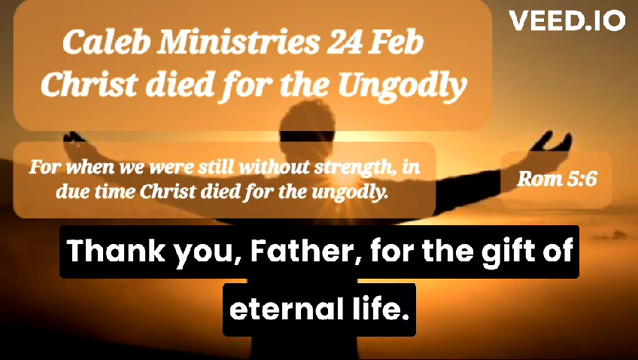 VEED.IO
Caleb Ministries 24 Feb
Christ died for the Ungodly
For when we were still without strength, in
due time Christ died for the ungodly.
Rom 5:6
Thank you, Father, for the gift of
eternal life.